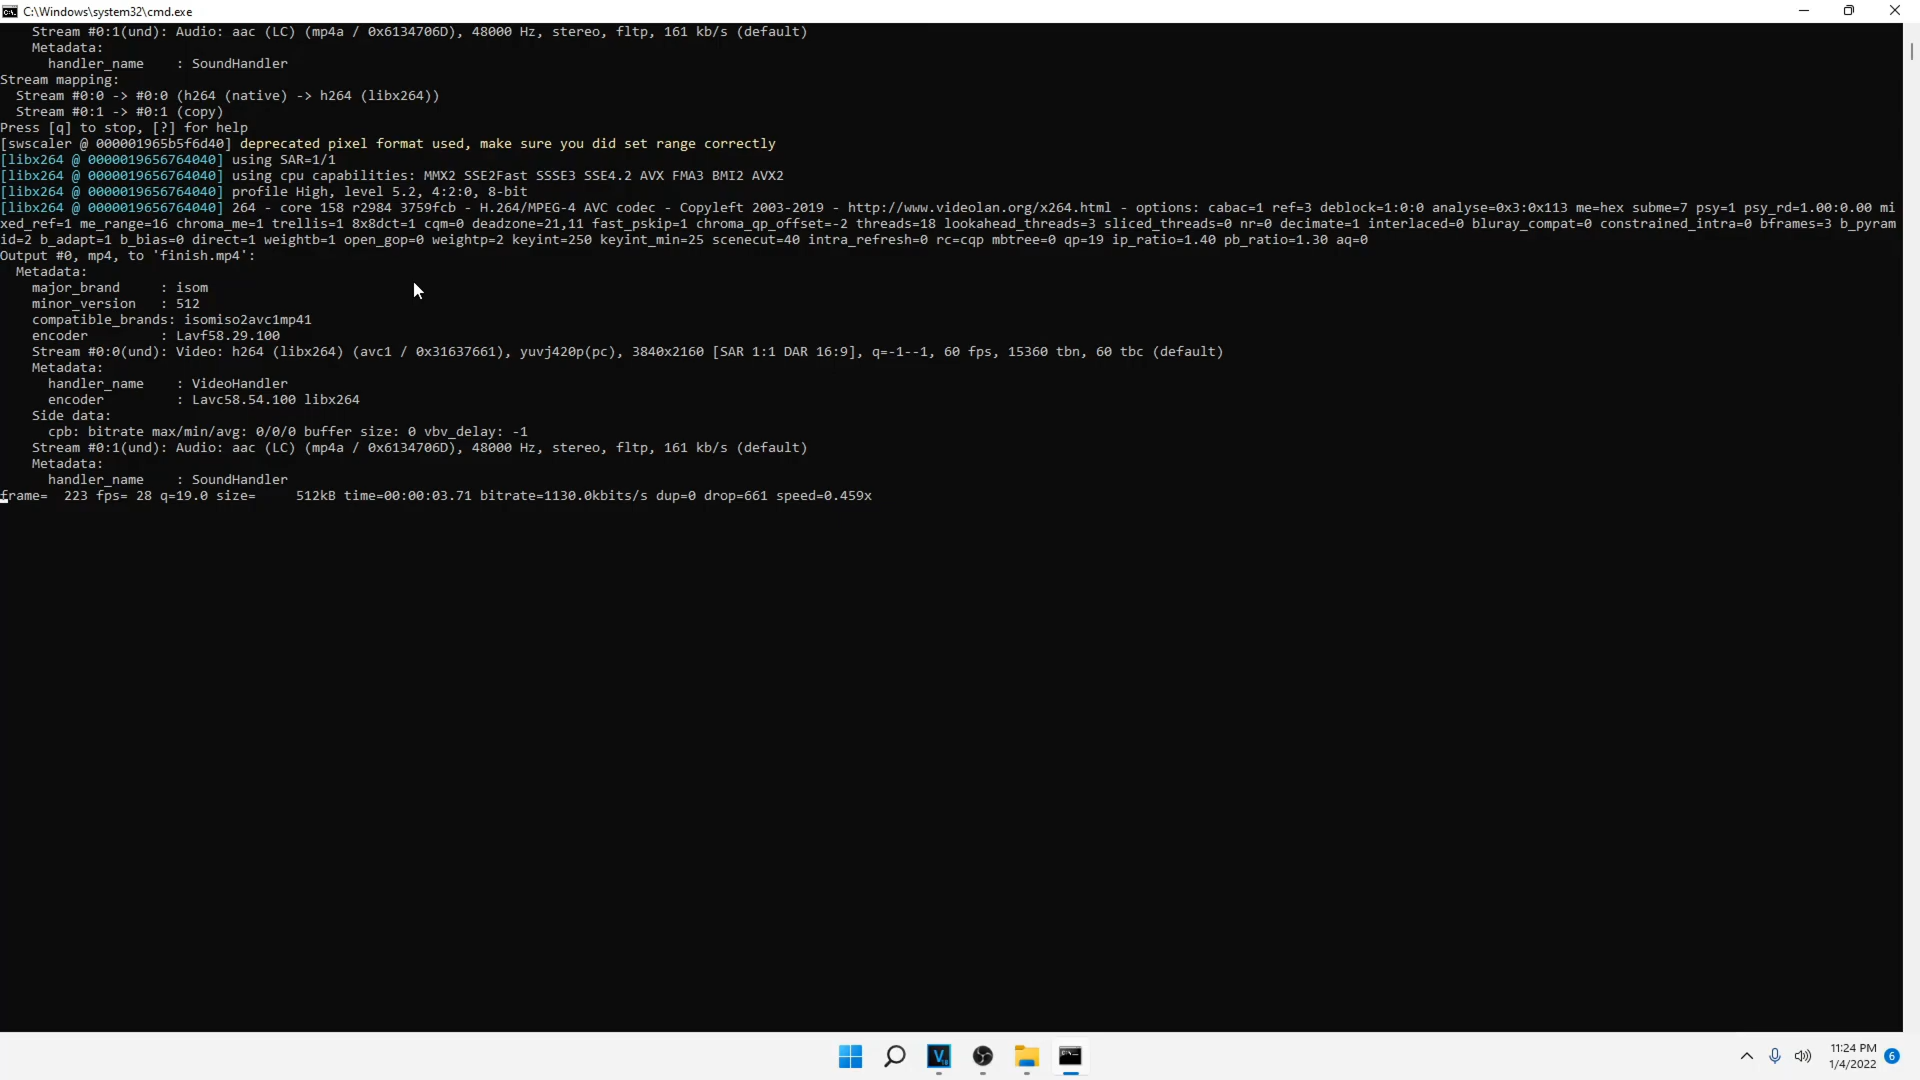 C:\Windows\system32\cmd.exe
Stream #0:1(und): Audio: aac (LC) (mp4a / 0x6134706D), 48000 Hz, stereo, fltp, 161 kb/s (default)
Metadata:
handler_name    : SoundHandler
Stream mapping:
Stream #0:0 -> #0:0 (h264 (native) -> h264 (libx264))
Stream #0:1 -> #0:1 (copy)
Press [q] to stop, [?] for help
[swscaler @ 000001965b5f6d40] deprecated pixel format used, make sure you did set range correctly
[libx264 @ 0000019656764040] using SAR=1/1
[libx264 @ 0000019656764040] using cpu capabilities: MMX2 SSE2Fast SSSE3 SSE4.2 AVX FMA3 BMI2 AVX2
[libx264 @ 0000019656764040] profile High, level 5.2, 4:2:0, 8-bit
[libx264 @ 0000019656764040] 264 - core 158 r2984 3759fcb - H.264/MPEG-4 AVC codec - Copyleft 2003-2019 - http://www.videolan.org/x264.html - options: cabac=1 ref=3 deblock=1:0:0 analyse=0x3:0x113 me=hex subme=7 psy=1 psy_rd=1.00:0.00 mi
xed_ref=1 me_range=16 chroma_me=1 trellis=1 8x8dct=1 cqm=0 deadzone=21,11 fast_pskip=1 chroma_qp_offset=-2 threads=18 lookahead_threads=3 sliced_threads=0 nr=0 decimate=1 interlaced=0 bluray_compat=0 constrained_intra=0 bframes=3 b_pyram
id=2 b_adapt=1 b_bias=0 direct=1 weightb=1 open_gop=0 weightp=2 keyint=250 keyint_min=25 scenecut=40 intra_refresh=0 rc=cqp mbtree=0 qp=19 ip_ratio=1.40 pb_ratio=1.30 aq=0
Output #0, mp4, to 'finish.mp4':
Metadata:
major_brand     : isom
minor_version   : 512
compatible_brands: isomiso2avc1mp41
encoder         : Lavf58.29.100
Stream #0:0(und): Video: h264 (libx264) (avc1 / 0x31637661), yuvj420p(pc), 3840x2160 [SAR 1:1 DAR 16:9], q=-1--1, 60 fps, 15360 tbn, 60 tbc (default)
Metadata:
handler_name    : VideoHandler
encoder         : Lavc58.54.100 libx264
Side data:
cpb: bitrate max/min/avg: 0/0/0 buffer size: 0 vbv_delay: -1
Stream #0:1(und): Audio: aac (LC) (mp4a / 0x6134706D), 48000 Hz, stereo, fltp, 161 kb/s (default)
Metadata:
handler_name    : SoundHandler
frame=  223 fps= 28 q=19.0 size=     512kB time=00:00:03.71 bitrate=1130.0kbits/s dup=0 drop=661 speed=0.459x
11:24 PM
1/4/2022
6